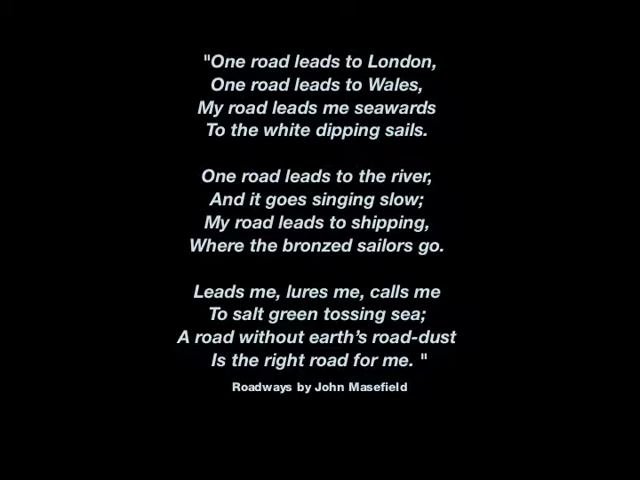 "One road leads to London,
One road leads to Wales,
My road leads me seawards
To the white dipping sails.
One road leads to the river,
And it goes singing slow;
My road leads to shipping,
Where the bronzed sailors go.
Leads me, lures me, calls me
To salt green tossing sea;
A road without earth’s road-dust
Is the right road for me. "
Roadways by John Masefield